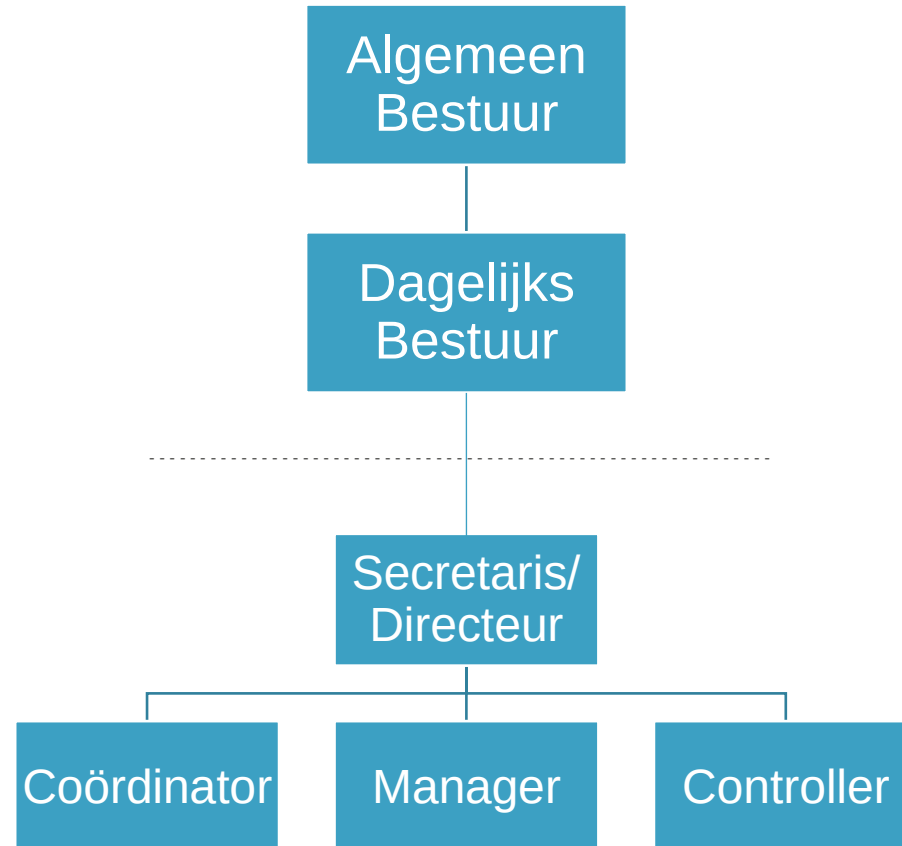 Algemeen
Bestuur
Dagelijks
Bestuur
Secretaris/
Directeur
Coördinator
Manager
Controller